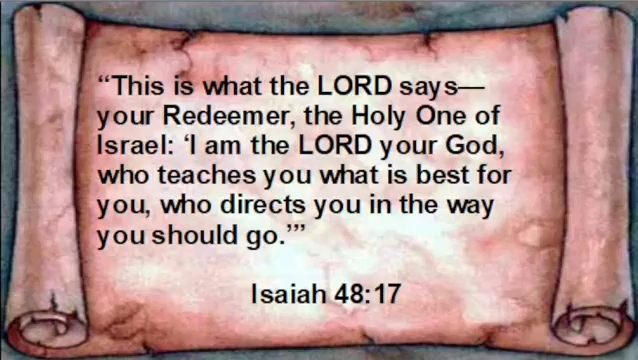 “This is what the LORD says—
your Redeemer, the Holy One of
Israel: ‘I am the LORD your God,
who teaches you what is best for
you, who directs you in the way
you should go.’”
Isaiah 48:17